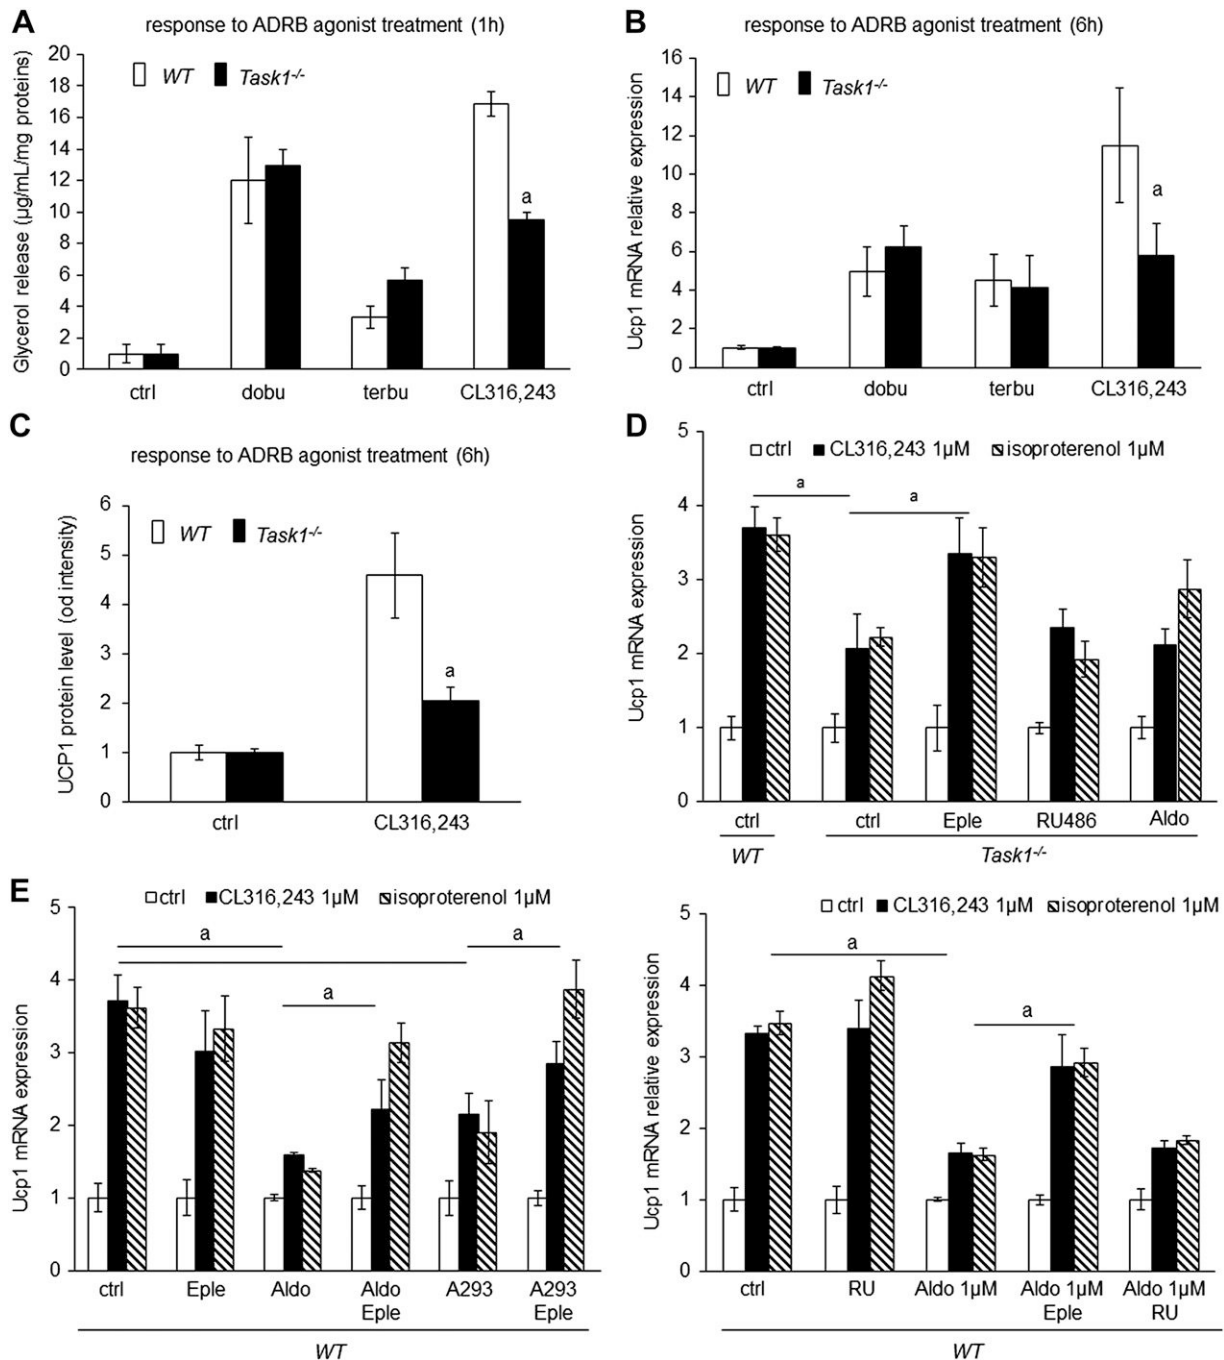 A
response to ADRB agonist treatment (1h)
Glycerol release (µg/mL/mg proteins)
20
18
16
14
12
10
8
6
4
2
0
WT
Task1-/-
a
ctrl
dobu
terbu
CL316,243
B
response to ADRB agonist treatment (6h)
Ucp1 mRNA relative expression
16
14
12
10
8
6
4
2
0
WT
Task1-/-
a
ctrl
dobu
terbu
CL316,243
C
response to ADRB agonist treatment (6h)
UCP1 protein level (od intensity)
6
5
4
3
2
1
0
WT
Task1-/-
a
ctrl
CL316,243
D
Ucp1 mRNA expression
5
4
3
2
1
0
ctrl
CL316,243 1µM
isoproterenol 1µM
a
a
ctrl
ctrl
Eple
RU486
Aldo
WT
Task1-/-
E
Ucp1 mRNA expression
5
4
3
2
1
0
ctrl
CL316,243 1µM
isoproterenol 1µM
a
a
a
ctrl
Eple
Aldo
Aldo
Eple
A293
A293
Eple
WT
Ucp1 mRNA relative expression
5
4
3
2
1
0
ctrl
CL316,243 1µM
isoproterenol 1µM
a
a
ctrl
RU
Aldo 1µM
Aldo 1µM
Eple
Aldo 1µM
RU
WT